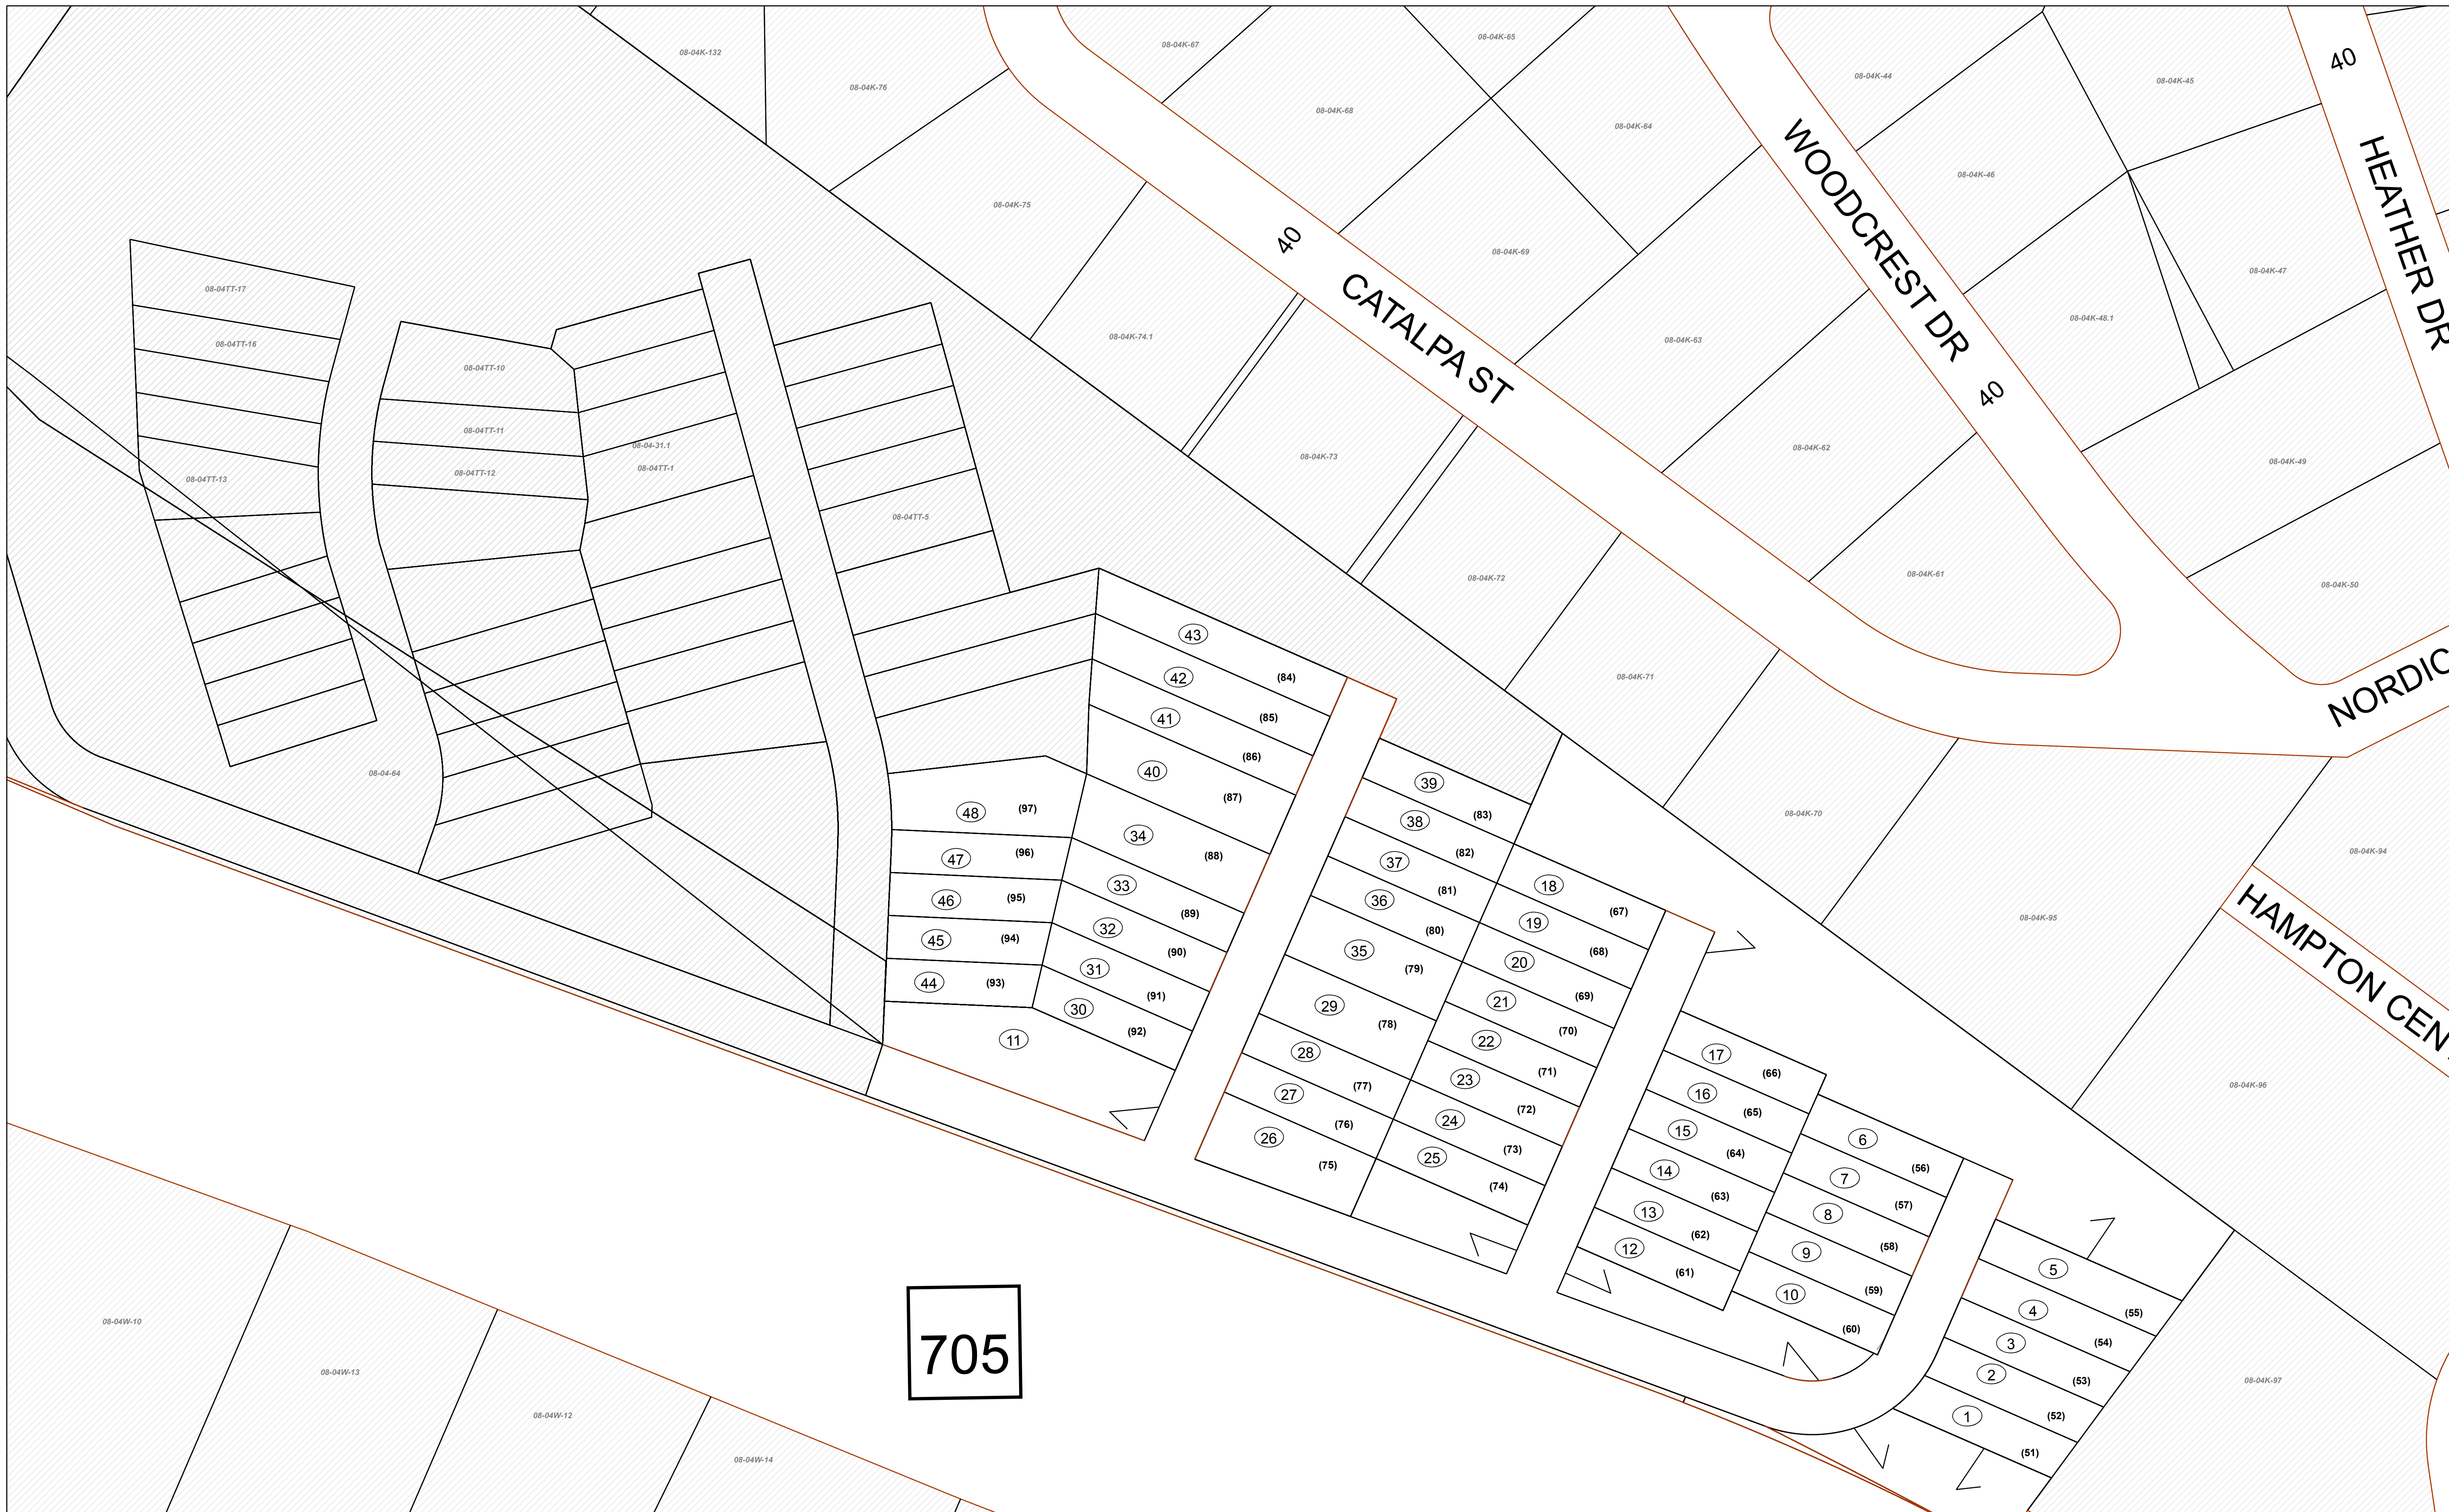 08-04K-132
08-04K-76
08-04K-67
08-04K-65
08-04K-44
08-04K-45
40
08-04K-68
08-04K-64
08-04K-46
WOODCREST DR
40
HEATHER DR
08-04K-75
40
CATALPA ST
08-04K-69
08-04K-47
08-04K-48.1
08-04K-74.1
08-04K-63
08-04K-73
08-04K-62
08-04K-49
08-04K-72
08-04K-61
08-04K-50
08-04K-71
NORDIC
08-04K-70
08-04K-94
08-04K-95
HAMPTON CEN
08-04K-96
08-04K-97
08-04TT-17
08-04TT-16
08-04TT-13
08-04TT-10
08-04TT-11
08-04TT-12
08-04-31.1
08-04TT-1
08-04TT-5
08-04-64
43 (84)
42 (85)
41 (86)
40 (87)
34 (88)
33 (89)
32 (90)
31 (91)
30 (92)
48 (97)
47 (96)
46 (95)
45 (94)
44 (93)
11
39 (83)
38 (82)
37 (81)
36 (80)
35 (79)
29 (78)
28 (77)
27 (76)
26 (75)
18 (67)
19 (68)
20 (69)
21 (70)
22 (71)
23 (72)
24 (73)
25 (74)
17 (66)
16 (65)
15 (64)
14 (63)
13 (62)
12 (61)
6 (56)
7 (57)
8 (58)
9 (59)
10 (60)
5 (55)
4 (54)
3 (53)
2 (52)
1 (51)
705
08-04W-10
08-04W-13
08-04W-12
08-04W-14